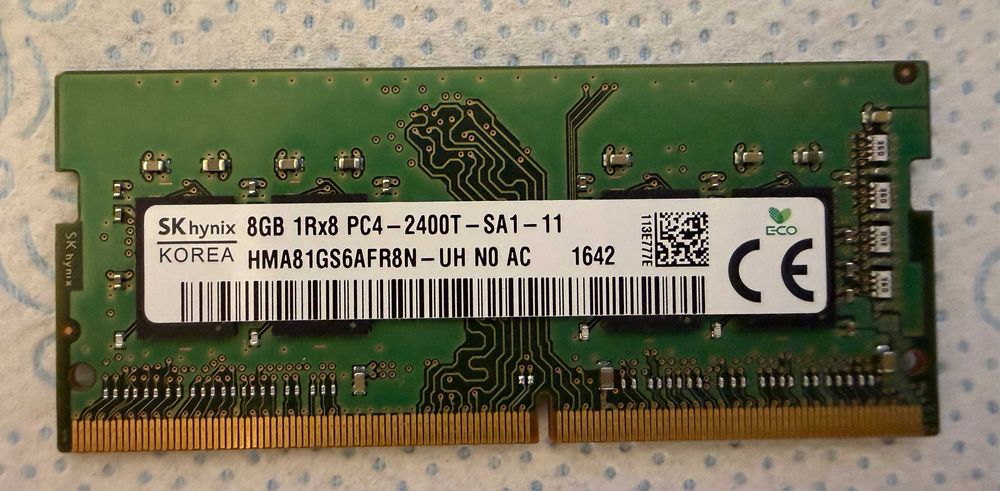 SK hynix 8GB 1Rx8 PC4-2400T-SA1-11
KOREA HMA81GS6AFR8N-UH N0 AC 1642
113E777E
ECO
CE
SK hynix